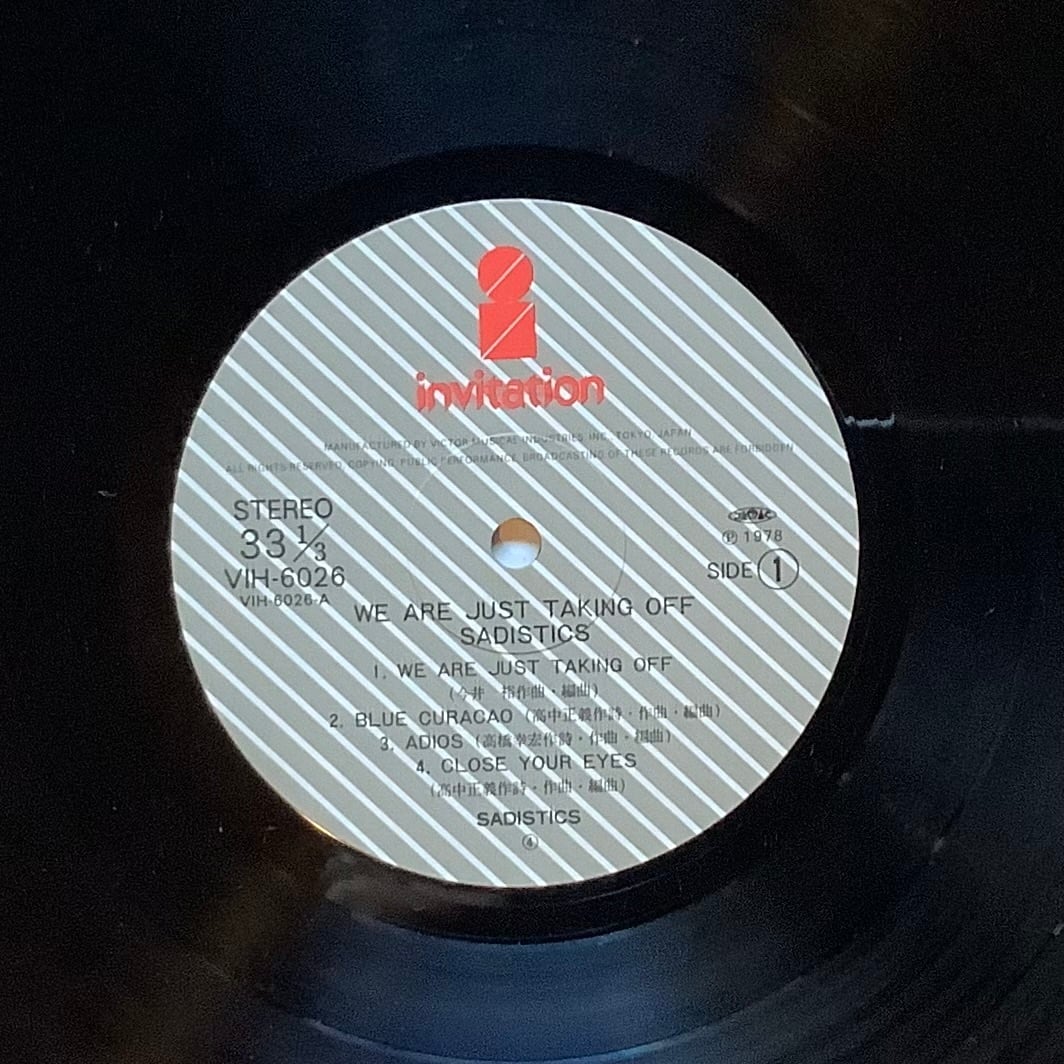 invitation
MANUFACTURED BY VICTOR MUSICAL INDUSTRIES INC., TOKYO, JAPAN
ALL RIGHTS RESERVED, COPYING, PUBLIC PERFORMANCE, BROADCASTING OF THESE RECORDS ARE FORBIDDEN
STEREO
33 1/3
VIH-6026
VIH-6026-A
Ⓟ 1978
SIDE 1
WE ARE JUST TAKING OFF
SADISTICS
1. WE ARE JUST TAKING OFF
(今井 裕作曲・編曲)
2. BLUE CURACAO (高中正義作詩・作曲・編曲)
3. ADIOS (高橋幸宏作詩・作曲・編曲)
4. CLOSE YOUR EYES
(高中正義作詩・作曲・編曲)
SADISTICS
④